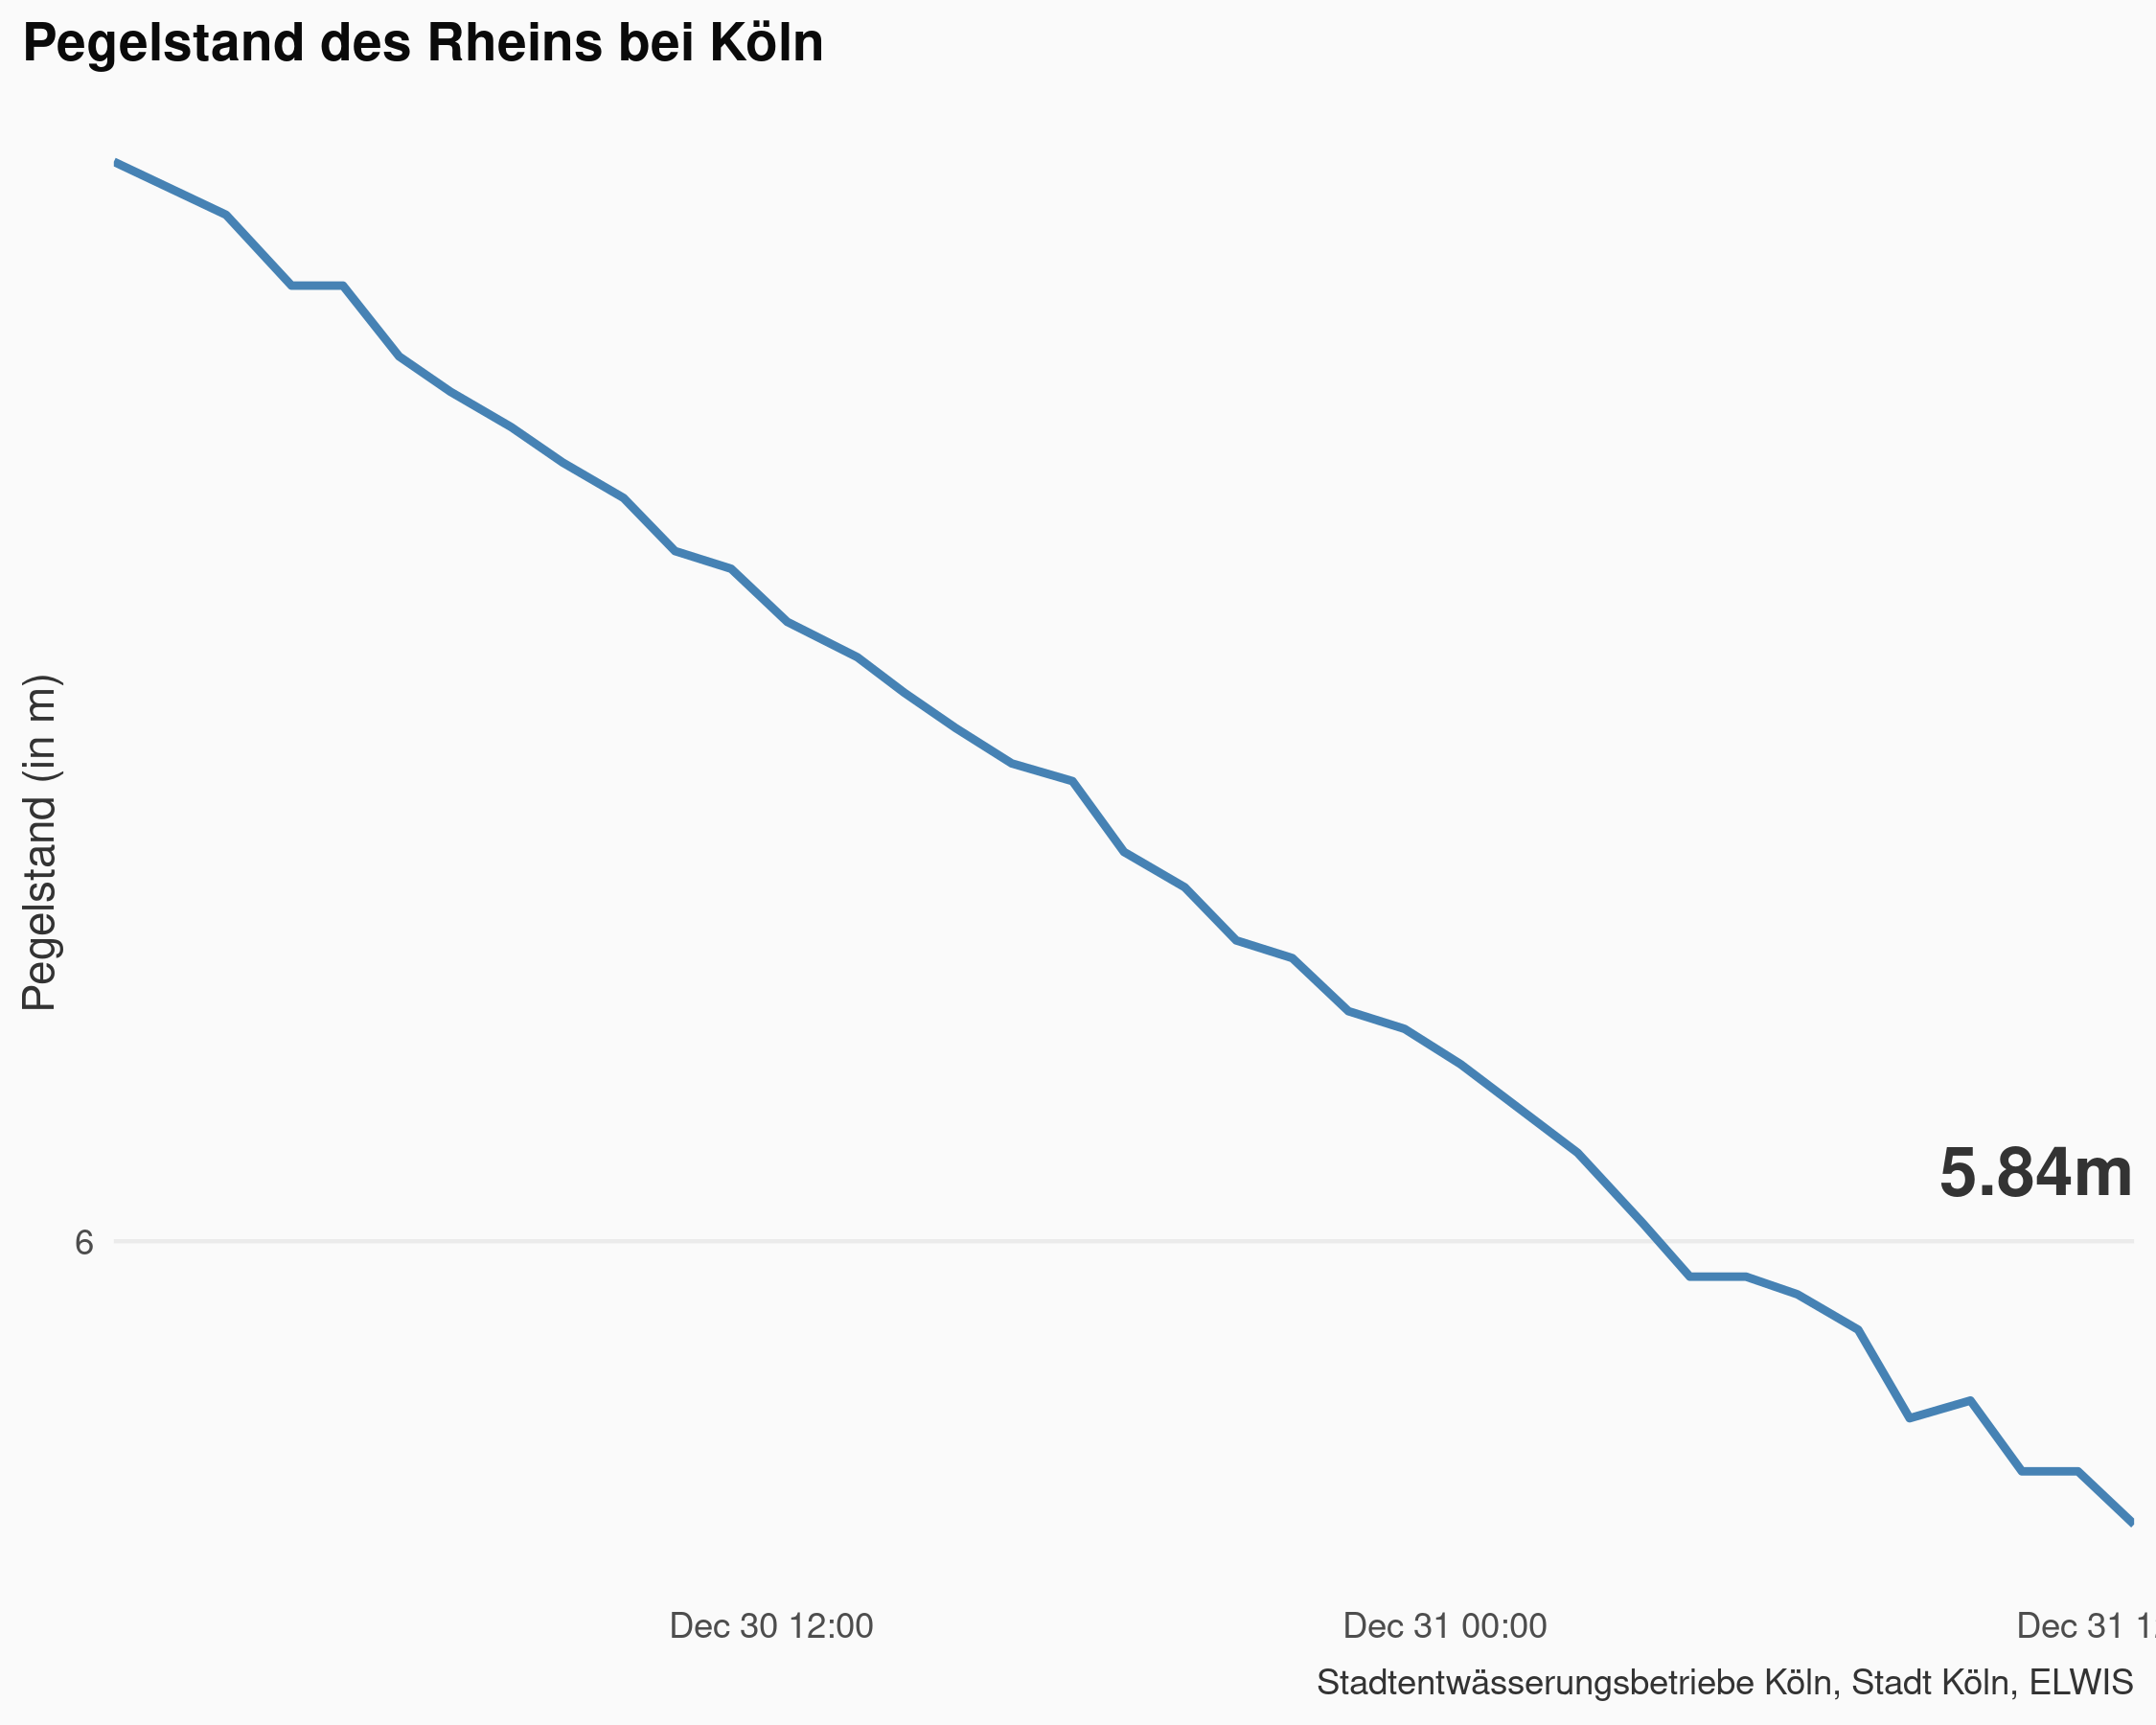 Pegelstand des Rheins bei Köln
Pegelstand (in m)
5.84m
6
Dec 30 12:00
Dec 31 00:00
Dec 31 1
Stadtentwässerungsbetriebe Köln, Stadt Köln, ELWIS